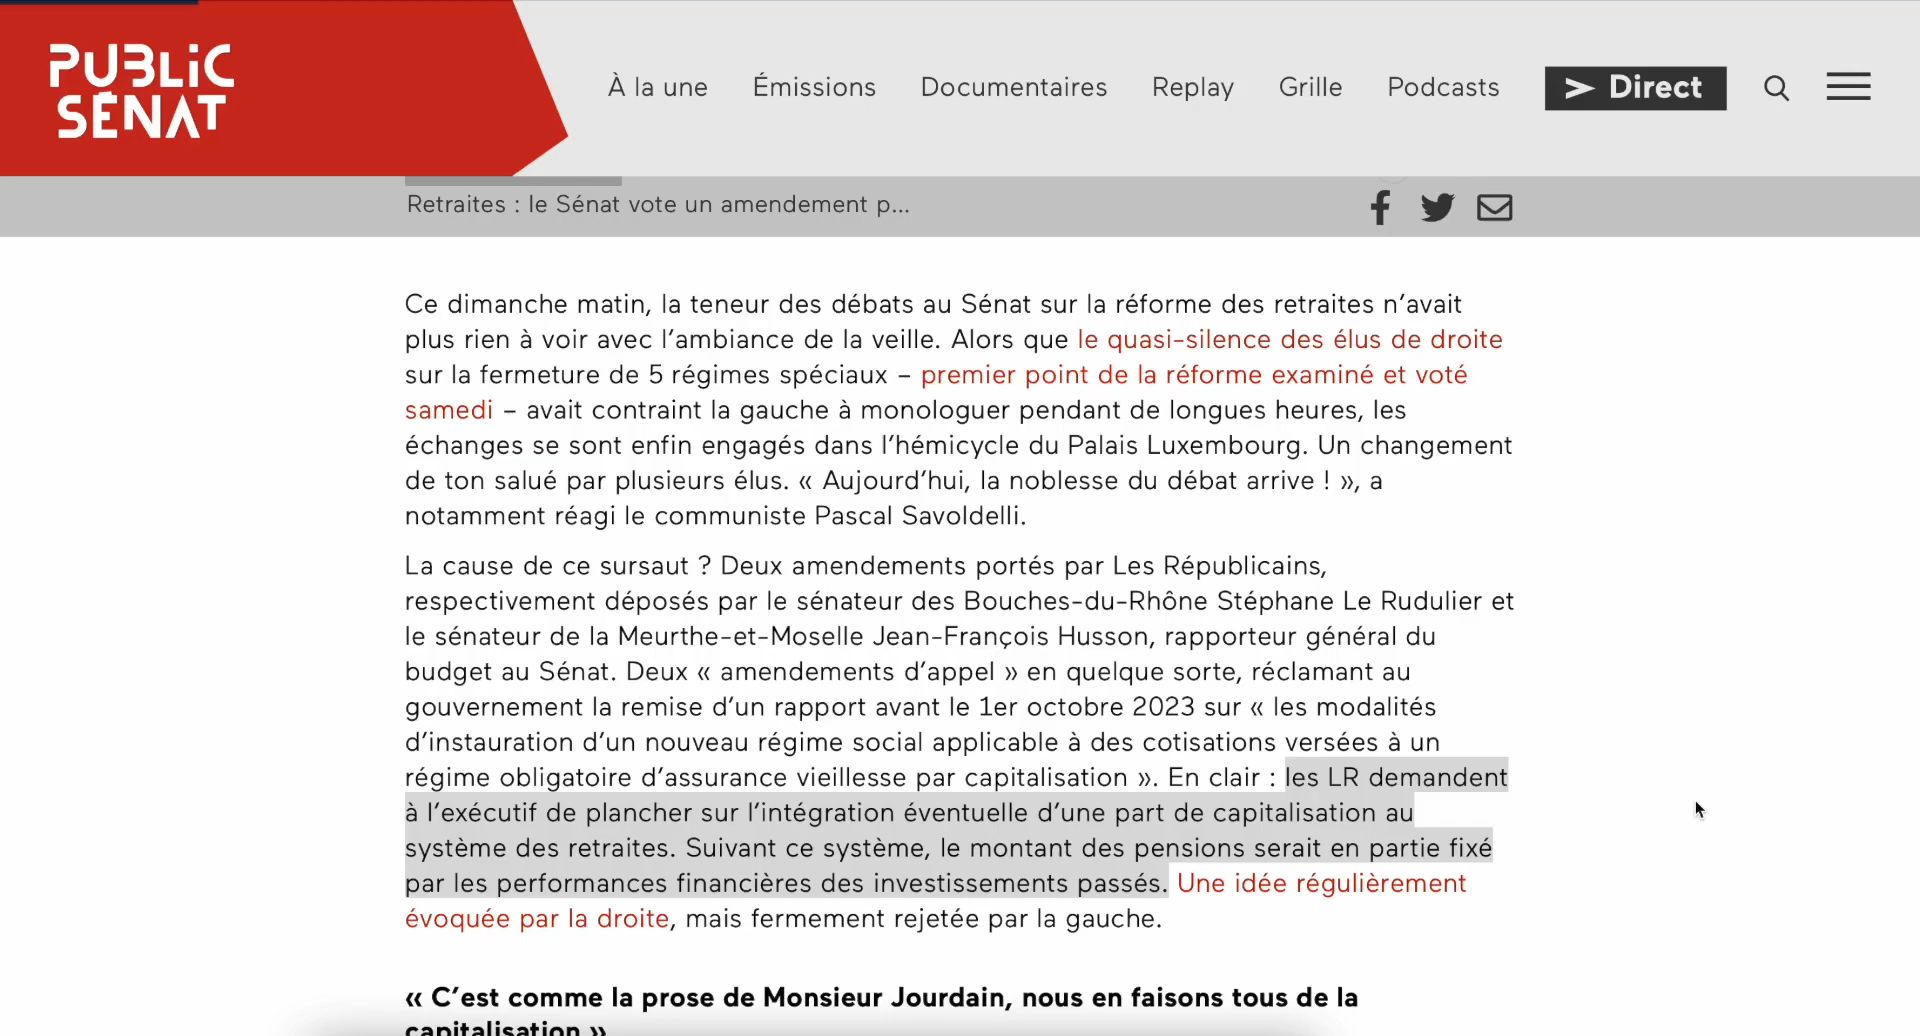 PUBLIC
SÉNAT
À la une
Émissions
Documentaires
Replay
Grille
Podcasts
Direct
Retraites : le Sénat vote un amendement p...
Ce dimanche matin, la teneur des débats au Sénat sur la réforme des retraites n’avait
plus rien à voir avec l’ambiance de la veille. Alors que le quasi-silence des élus de droite
sur la fermeture de 5 régimes spéciaux – premier point de la réforme examiné et voté
samedi – avait contraint la gauche à monologuer pendant de longues heures, les
échanges se sont enfin engagés dans l’hémicycle du Palais Luxembourg. Un changement
de ton salué par plusieurs élus. « Aujourd’hui, la noblesse du débat arrive ! », a
notamment réagi le communiste Pascal Savoldelli.
La cause de ce sursaut ? Deux amendements portés par Les Républicains,
respectivement déposés par le sénateur des Bouches-du-Rhône Stéphane Le Rudulier et
le sénateur de la Meurthe-et-Moselle Jean-François Husson, rapporteur général du
budget au Sénat. Deux « amendements d’appel » en quelque sorte, réclamant au
gouvernement la remise d’un rapport avant le 1er octobre 2023 sur « les modalités
d’instauration d’un nouveau régime social applicable à des cotisations versées à un
régime obligatoire d’assurance vieillesse par capitalisation ». En clair : les LR demandent
à l’exécutif de plancher sur l’intégration éventuelle d’une part de capitalisation au
système des retraites. Suivant ce système, le montant des pensions serait en partie fixé
par les performances financières des investissements passés. Une idée régulièrement
évoquée par la droite, mais fermement rejetée par la gauche.
« C’est comme la prose de Monsieur Jourdain, nous en faisons tous de la
capitalisation »